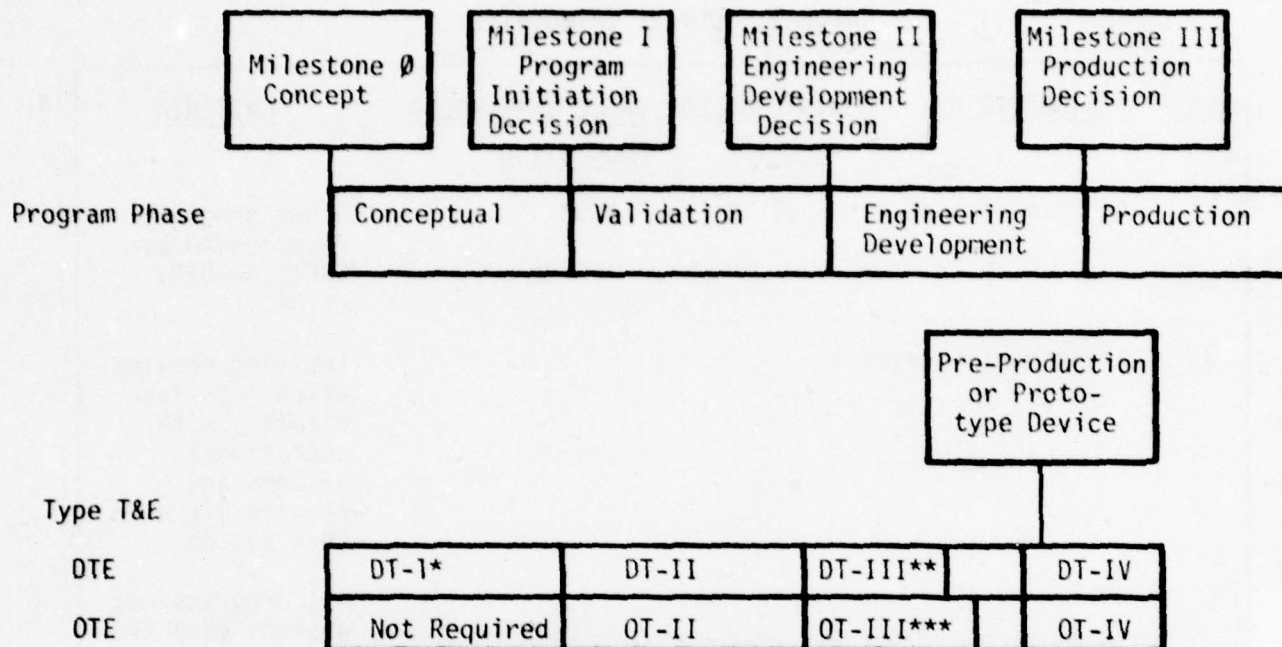 Milestone Ø
Concept
Milestone I
Program
Initiation
Decision
Milestone II
Engineering
Development
Decision
Milestone III
Production
Decision
Program Phase
Conceptual
Validation
Engineering
Development
Production
Pre-Production
or Proto-
type Device
Type T&E
OTE
DT-1*
DT-II
DT-III**
DT-IV
OTE
Not Required
OT-II
OT-III***
OT-IV